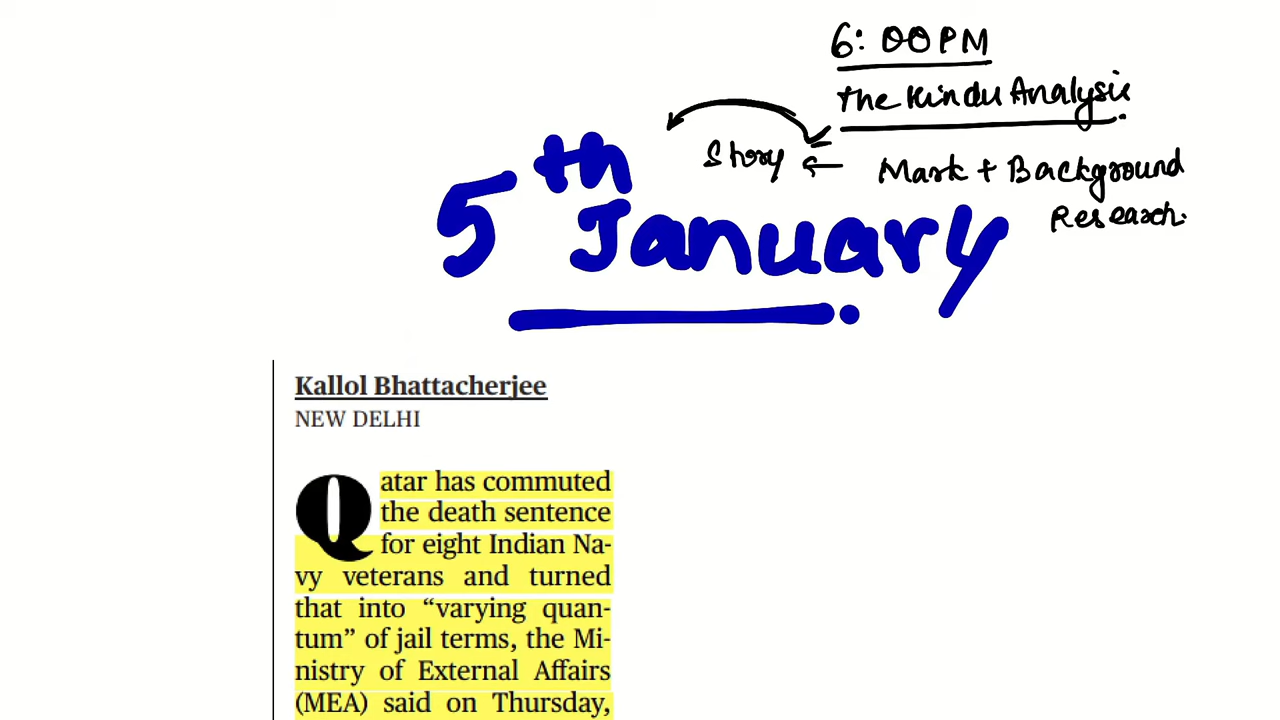 6:00 PM
The Hindu Analysis
Story ← Mark + Background
Research.
5th January
Kallol Bhattacherjee
NEW DELHI
Qatar has commuted
the death sentence
for eight Indian Na-
vy veterans and turned
that into “varying quan-
tum” of jail terms, the Mi-
nistry of External Affairs
(MEA) said on Thursday,